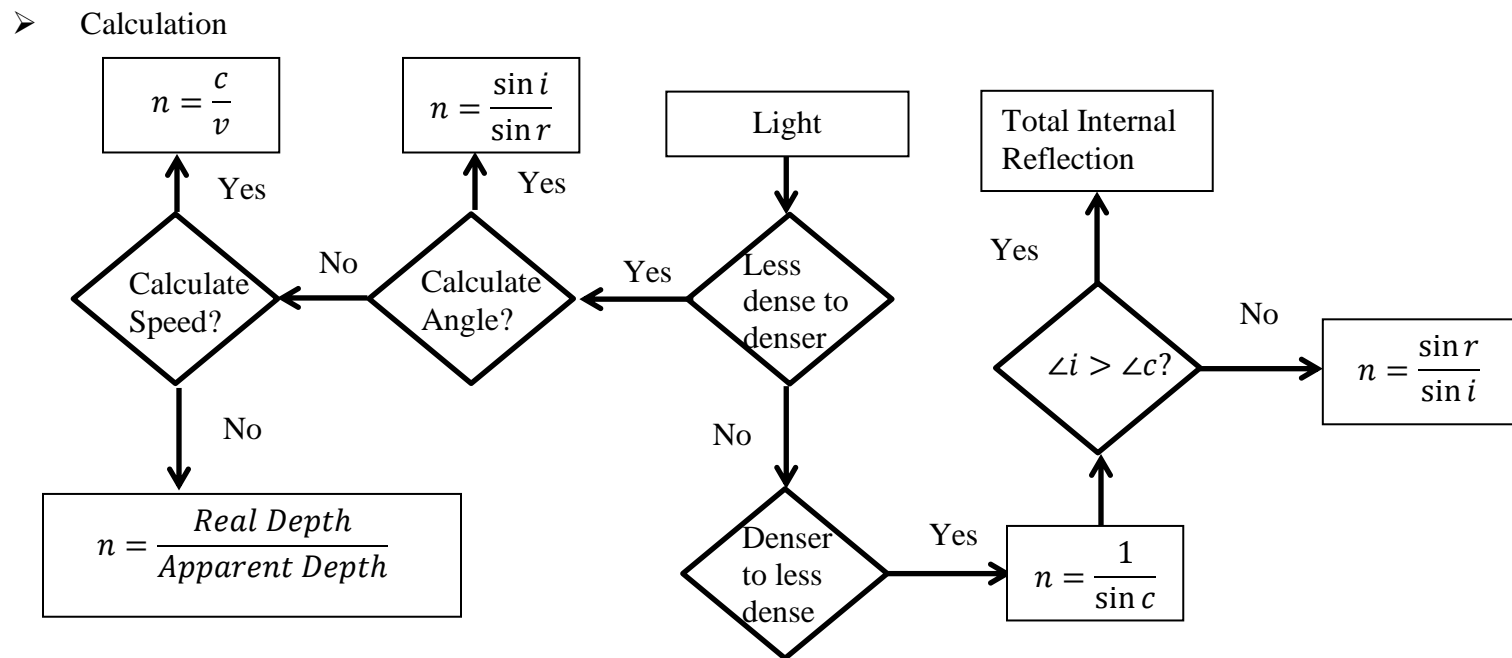 ➢ Calculation
n = c/v
Yes
Calculate
Speed?
No
n = Real Depth/Apparent Depth
No
n = sin i/sin r
Yes
Calculate
Angle?
Yes
Light
Less
dense to
denser
No
Denser
to less
dense
Yes
n = 1/sin c
∠i > ∠c?
Yes
Total Internal
Reflection
No
n = sin r/sin i